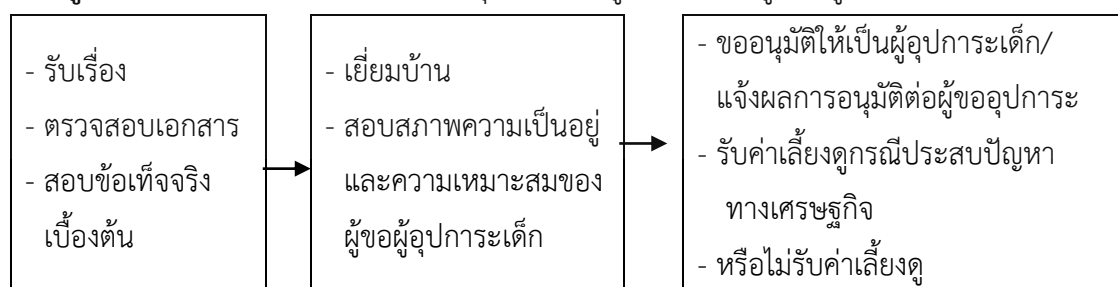 - รับเรื่อง
- ตรวจสอบเอกสาร
- สอบข้อเท็จจริง
เบื้องต้น
- เยี่ยมบ้าน
- สอบสภาพความเป็นอยู่
และความเหมาะสมของ
ผู้ขอผู้อุปการะเด็ก
- ขออนุมัติให้เป็นผู้อุปการะเด็ก/
แจ้งผลการอนุมัติต่อผู้ขออุปการะ
- รับค่าเลี้ยงดูกรณีประสบปัญหา
ทางเศรษฐกิจ
- หรือไม่รับค่าเลี้ยงดู